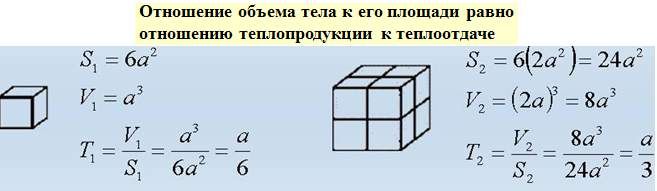 Отношение объема тела к его площади равно
отношению теплопродукции к теплоотдаче
S₁ = 6a²
V₁ = a³
T₁ = V₁/S₁ = a³/6a² = a/6
S₂ = 6(2a²) = 24a²
V₂ = (2a)³ = 8a³
T₂ = V₂/S₂ = 8a³/24a² = a/3